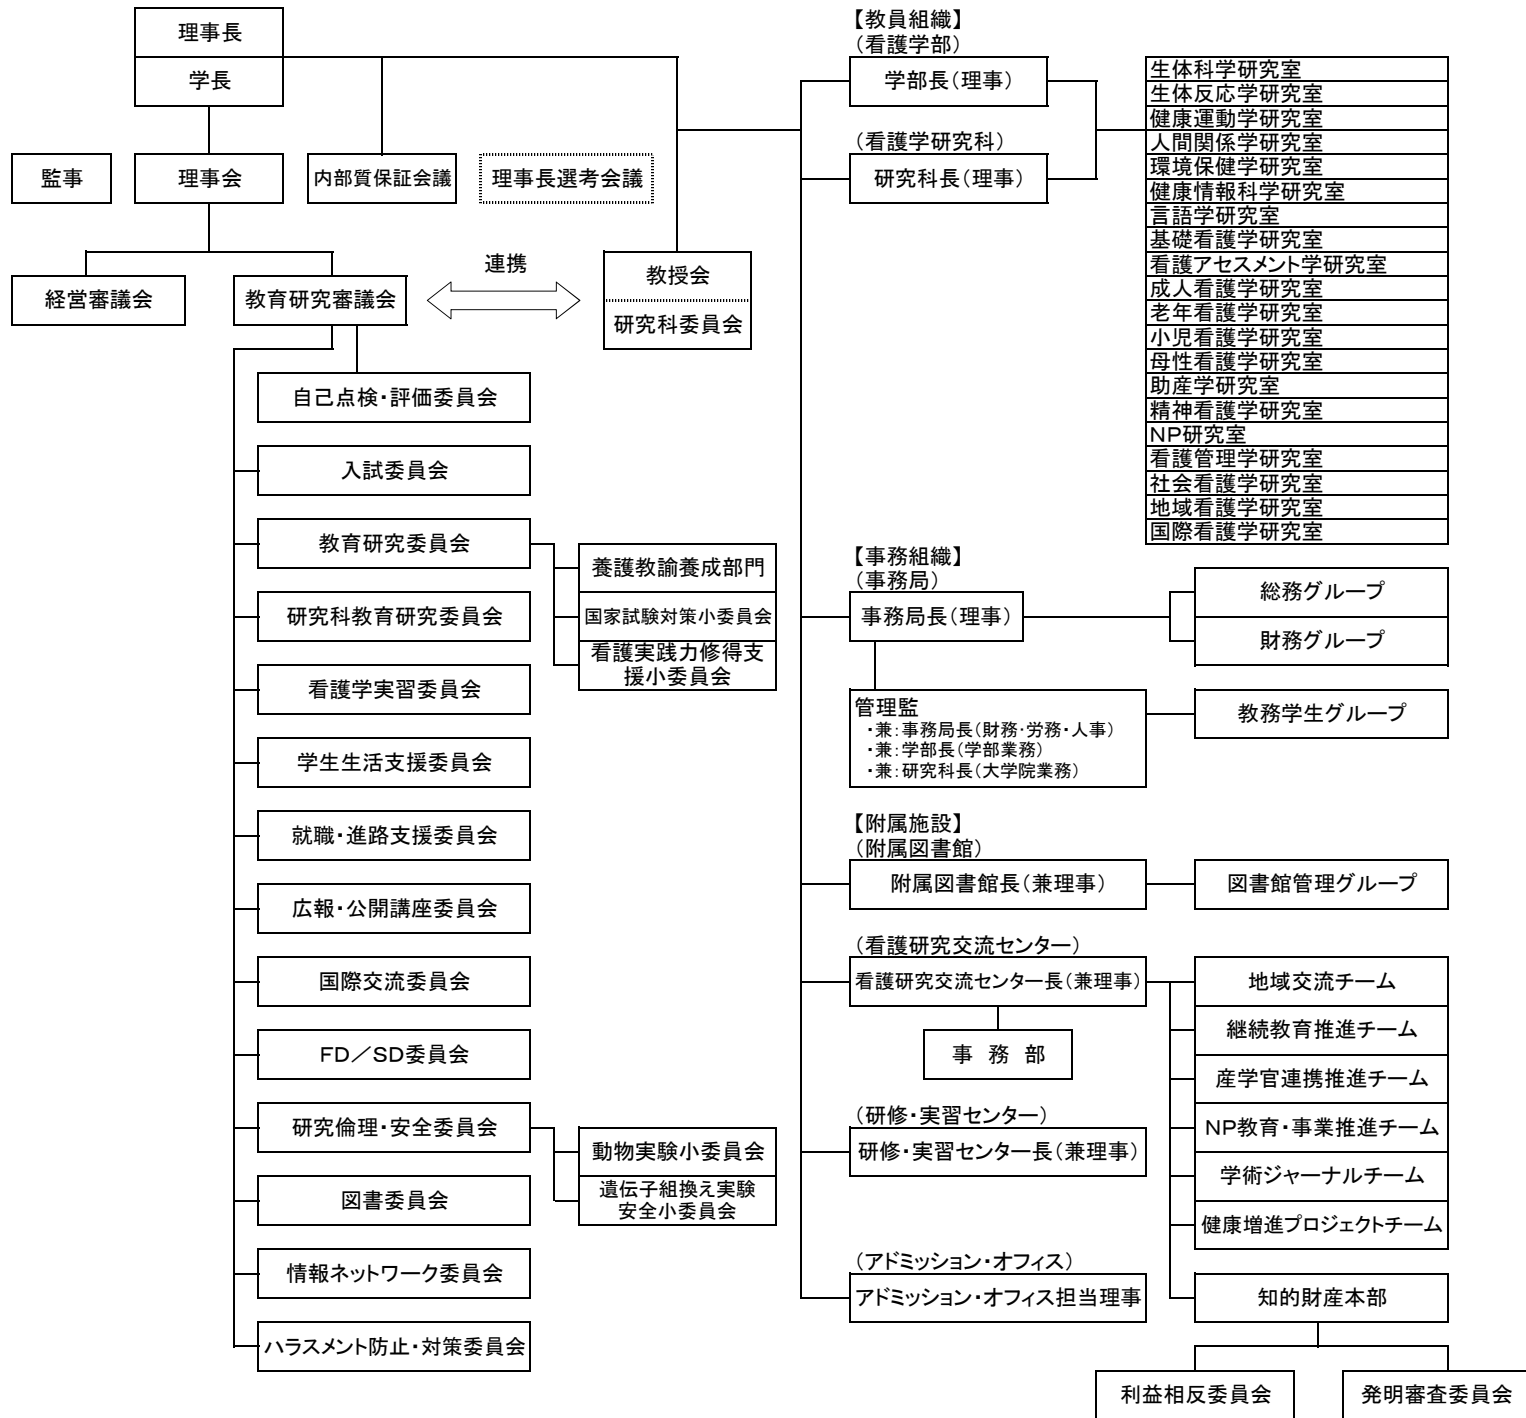 理事長
学長
監事
理事会
内部質保証会議
理事長選考会議
経営審議会
教育研究審議会
連携
教授会
研究科委員会
自己点検・評価委員会
入試委員会
教育研究委員会
養護教諭養成部門
国家試験対策小委員会
看護実践力修得支
援小委員会
研究科教育研究委員会
看護学実習委員会
学生生活支援委員会
就職・進路支援委員会
広報・公開講座委員会
国際交流委員会
FD／SD委員会
研究倫理・安全委員会
動物実験小委員会
遺伝子組換え実験
安全小委員会
図書委員会
情報ネットワーク委員会
ハラスメント防止・対策委員会
【教員組織】
（看護学部）
学部長（理事）
（看護学研究科）
研究科長（理事）
生体科学研究室
生体反応学研究室
健康運動学研究室
人間関係学研究室
環境保健学研究室
健康情報科学研究室
言語学研究室
基礎看護学研究室
看護アセスメント学研究室
成人看護学研究室
老年看護学研究室
小児看護学研究室
母性看護学研究室
助産学研究室
精神看護学研究室
NP研究室
看護管理学研究室
社会看護学研究室
地域看護学研究室
国際看護学研究室
【事務組織】
（事務局）
事務局長（理事）
総務グループ
財務グループ
管理監
・兼：事務局長（財務・労務・人事）
・兼：学部長（学部業務）
・兼：研究科長（大学院業務）
教務学生グループ
【附属施設】
（附属図書館）
附属図書館長（兼理事）
図書館管理グループ
（看護研究交流センター）
看護研究交流センター長（兼理事）
事　務　部
地域交流チーム
継続教育推進チーム
産学官連携推進チーム
NP教育・事業推進チーム
学術ジャーナルチーム
健康増進プロジェクトチーム
（研修・実習センター）
研修・実習センター長（兼理事）
（アドミッション・オフィス）
アドミッション・オフィス担当理事
知的財産本部
利益相反委員会
発明審査委員会